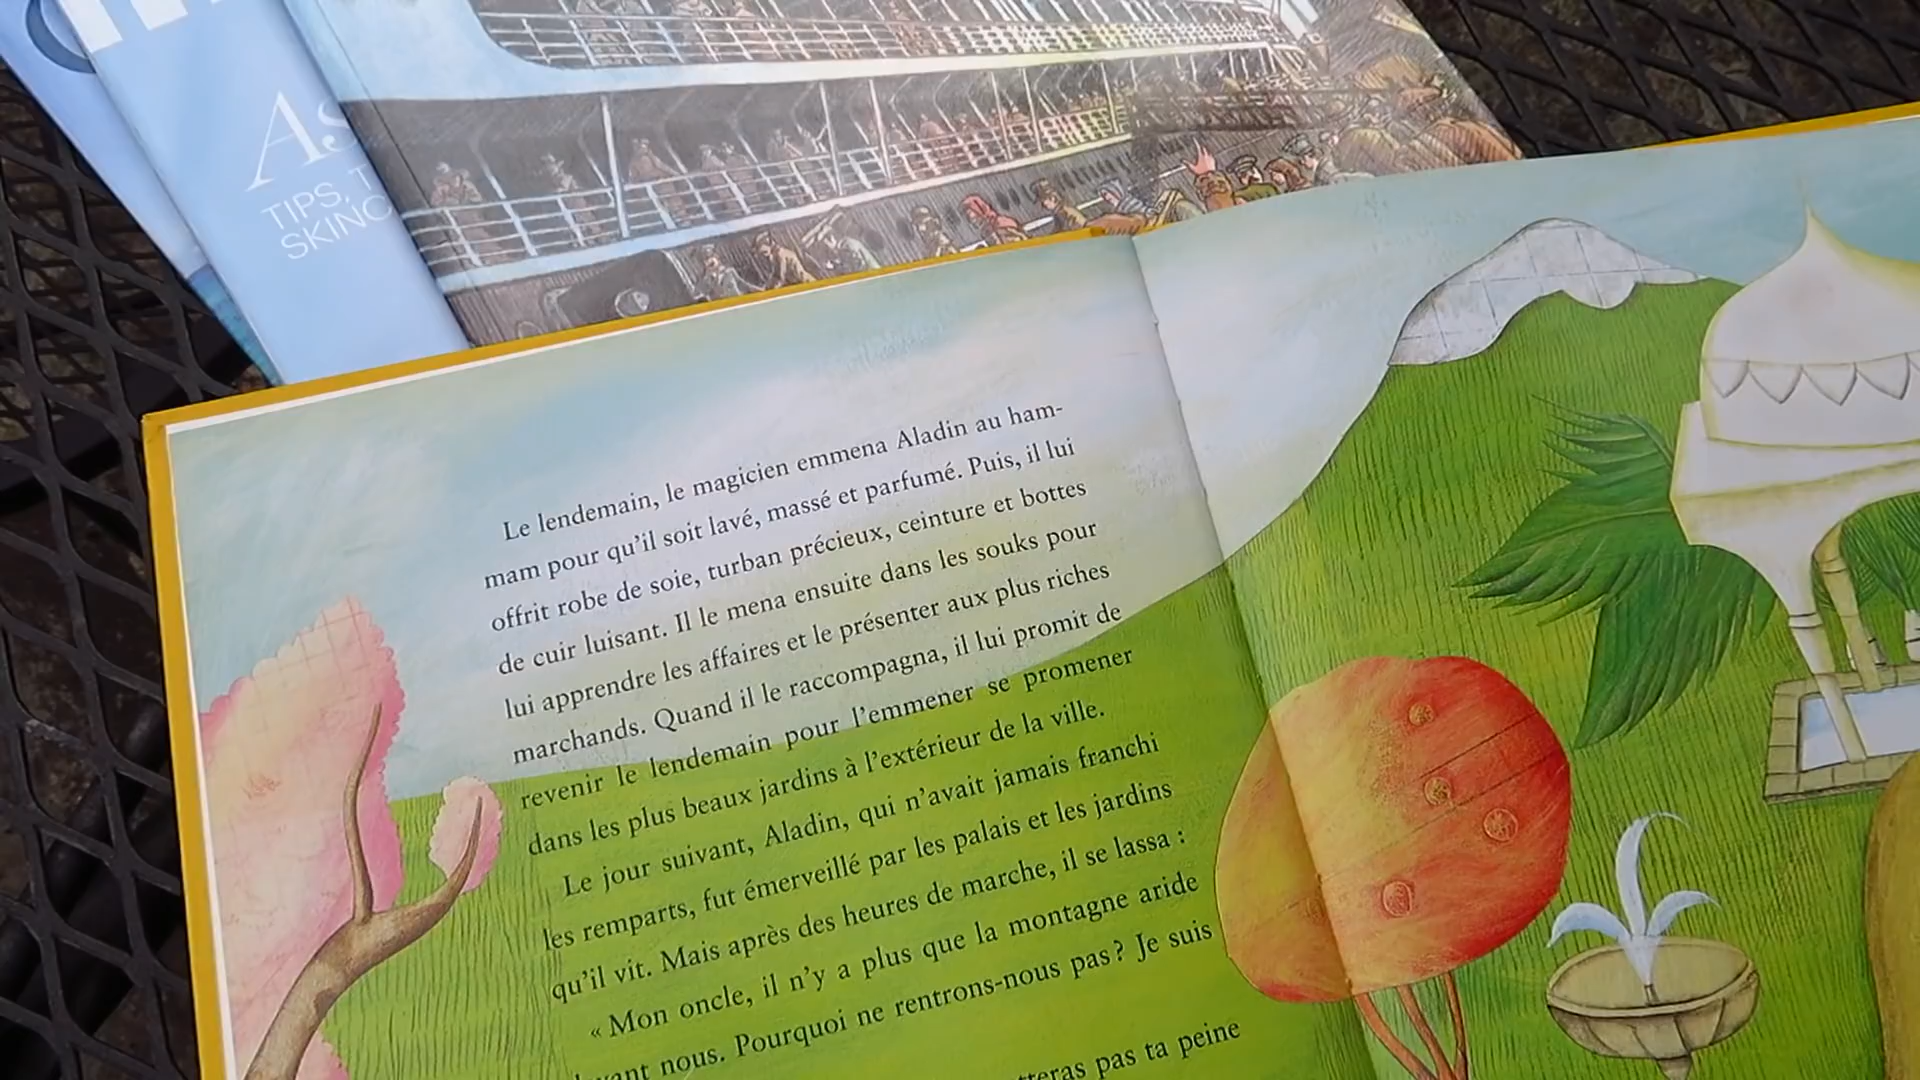 As
TIPS, T
SKINC
Le lendemain, le magicien emmena Aladin au ham-
mam pour qu'il soit lavé, massé et parfumé. Puis, il lui
offrit robe de soie, turban précieux, ceinture et bottes
de cuir luisant. Il le mena ensuite dans les souks pour
lui apprendre les affaires et le présenter aux plus riches
marchands. Quand il le raccompagna, il lui promit de
revenir le lendemain pour l'emmener se promener
dans les plus beaux jardins à l'extérieur de la ville.
Le jour suivant, Aladin, qui n'avait jamais franchi
les remparts, fut émerveillé par les palais et les jardins
qu'il vit. Mais après des heures de marche, il se lassa :
« Mon oncle, il n'y a plus que la montagne aride
nous. Pourquoi ne rentrons-nous pas ? Je suis
pas ta peine